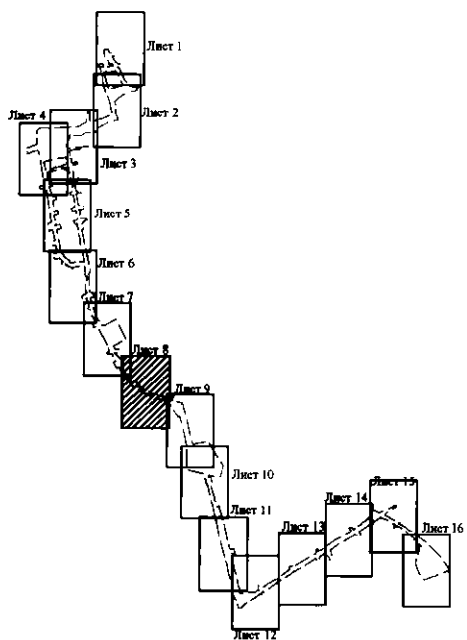 Лист 1
Лист 2
Лист 4
Лист 3
Лист 5
Лист 6
Лист 7
Лист 8
Лист 9
Лист 10
Лист 11
Лист 15
Лист 14
Лист 13
Лист 16
Лист 12